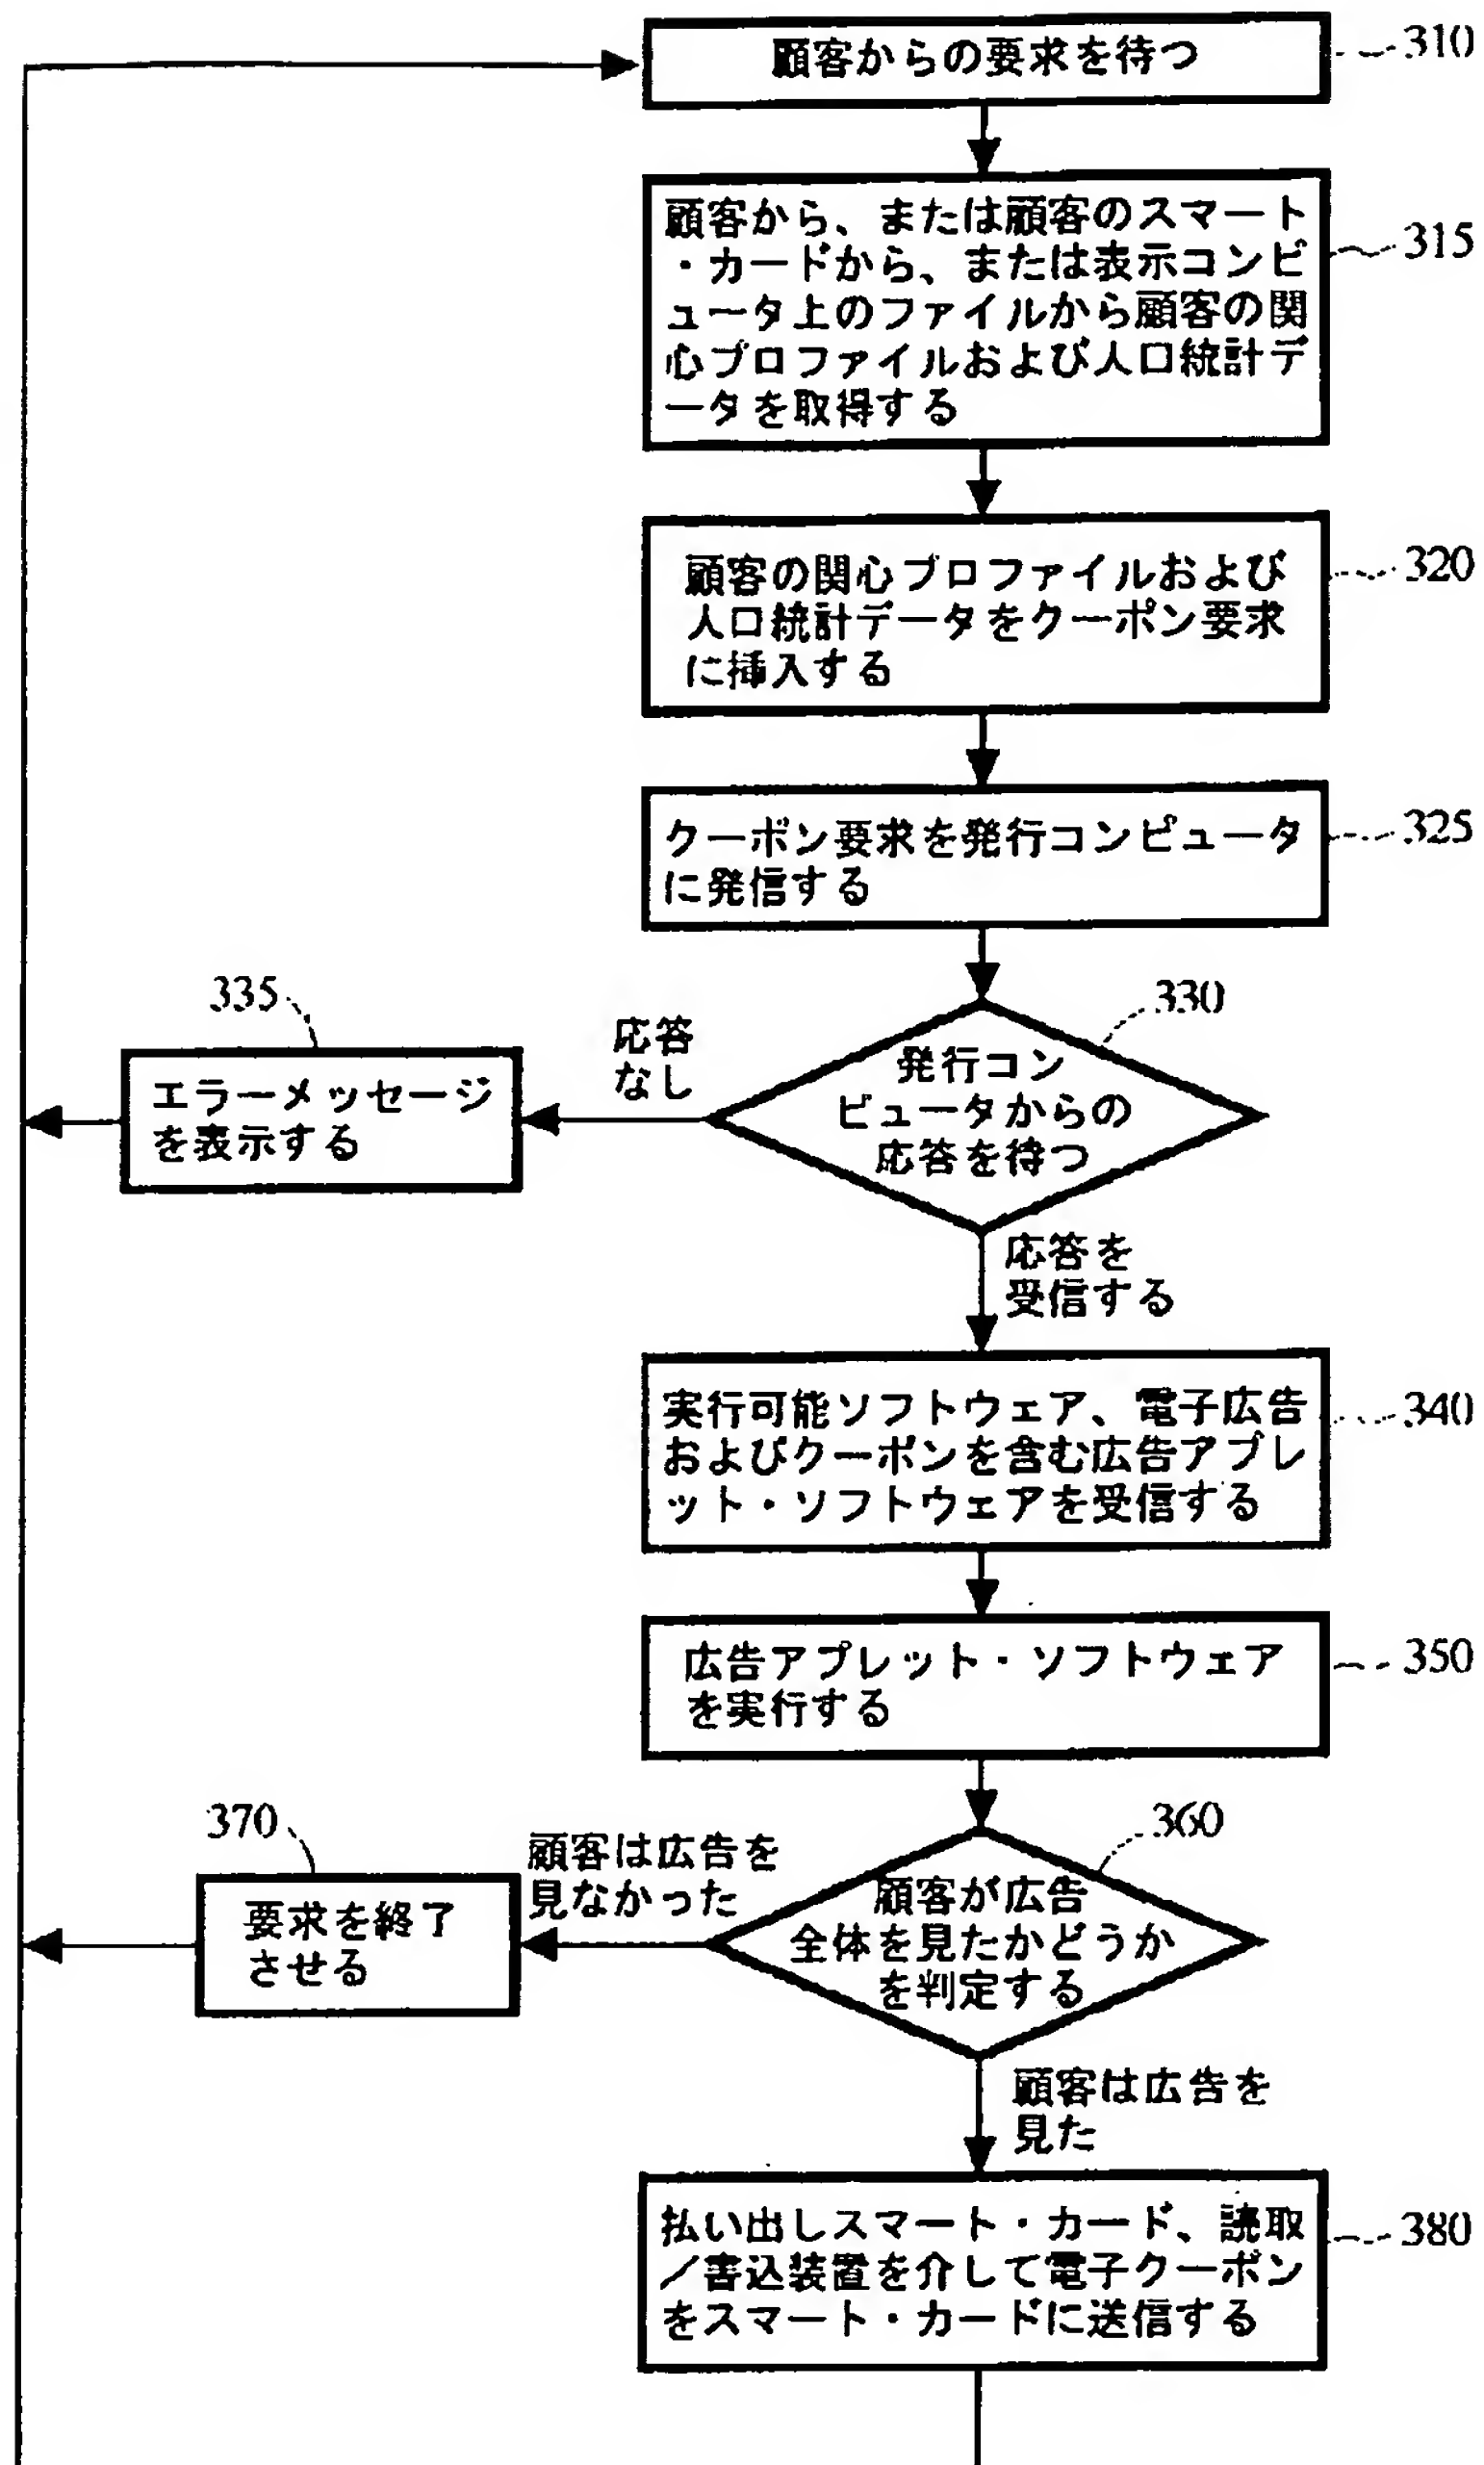 顧客からの要求を待つ
310
顧客から、または顧客のスマート
・カードから、または表示コンピ
ュータ上のファイルから顧客の関
心プロファイルおよび人口統計デ
ータを取得する
315
顧客の関心プロファイルおよび
人口統計データをクーポン要求
に挿入する
320
クーポン要求を発行コンピュータ
に発信する
325
330
発行コン
ピュータからの
応答を待つ
応答
なし
335
エラーメッセージ
を表示する
応答を
受信する
実行可能ソフトウェア、電子広告
およびクーポンを含む広告アプレ
ット・ソフトウェアを受信する
340
広告アプレット・ソフトウェア
を実行する
350
360
顧客が広告
全体を見たかどうか
を判定する
顧客は広告を
見なかった
370
要求を終了
させる
顧客は広告を
見た
払い出しスマート・カード、読取
／書込装置を介して電子クーポン
をスマート・カードに送信する
380